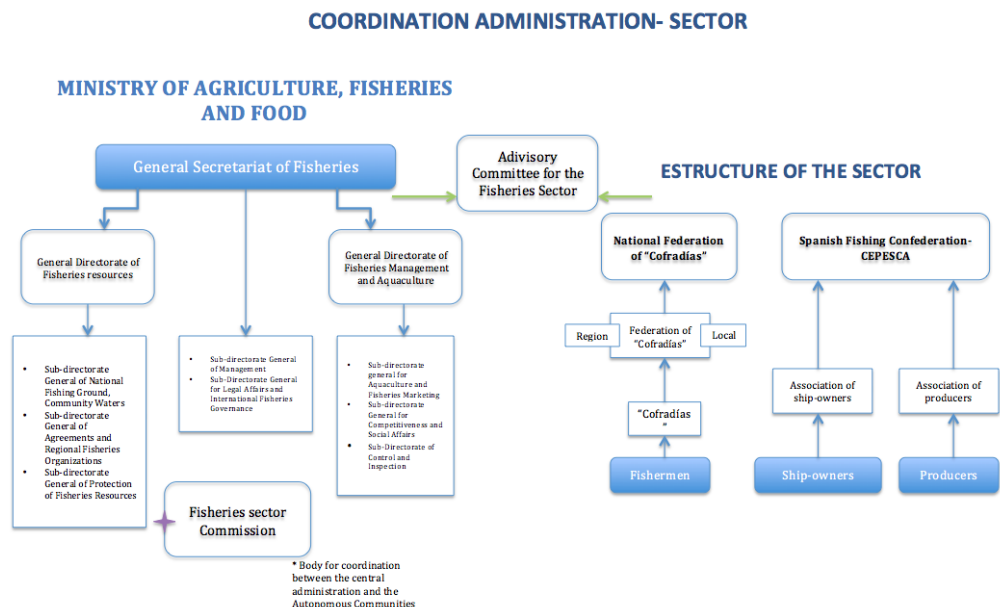 COORDINATION ADMINISTRATION- SECTOR
MINISTRY OF AGRICULTURE, FISHERIES
AND FOOD
General Secretariat of Fisheries
Adivisory
Committee for the
Fisheries Sector
ESTRUCTURE OF THE SECTOR
General Directorate of
Fisheries resources
General Directorate of
Fisheries Management
and Aquaculture
National Federation
of "Cofradías"
Spanish Fishing Confederation-
CEPESCA
Region
Federation of
"Cofradías"
Local
• Sub-directorate
General of National
Fishing Ground,
Community Waters
• Sub-directorate
General of
Agreements and
Regional Fisheries
Organizations
• Sub-directorate
General of Protection
of Fisheries Resources
• Sub-directorate General
of Management
• Sub-Directorate General
for Legal Affairs and
International Fisheries
Governance
• Sub-directorate
general for
Aquaculture and
Fisheries Marketing
• Sub-directorate
General for
Competitiveness and
Social Affairs
• Sub-Directorate of
Control and
Inspection
"Cofradías
"
Association of
ship-owners
Association of
producers
Fishermen
Ship-owners
Producers
Fisheries sector
Commission
* Body for coordination
between the central
administration and the
Autonomous Communities